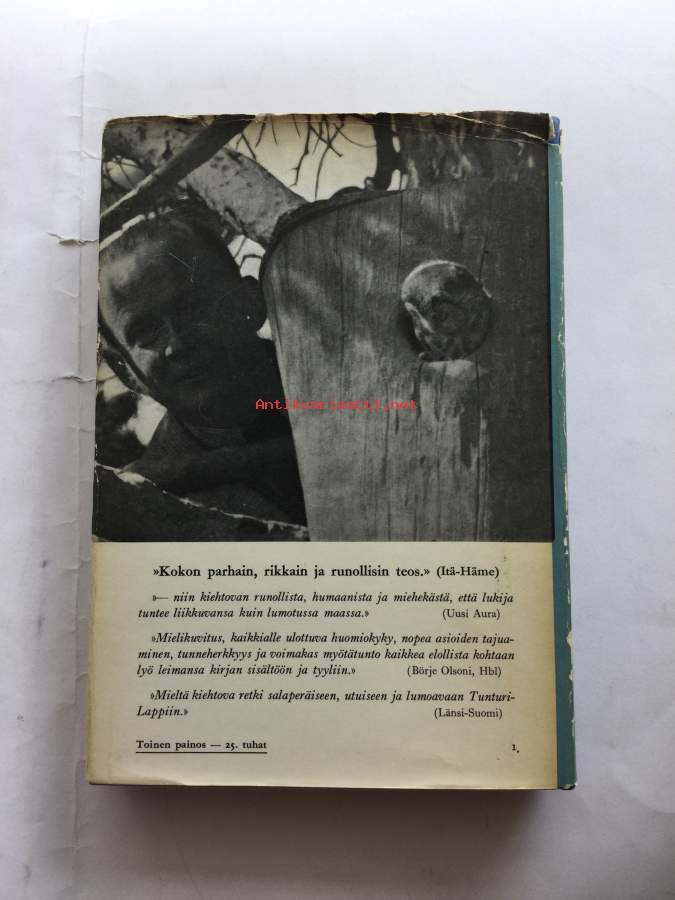 Antikvariaatti.net
»Kokon parhain, rikkain ja runollisin teos.» (Itä-Häme)
»— niin kiehtovan runollista, humaanista ja miehekästä, että lukija
tuntee liikkuvansa kuin lumotussa maassa.» (Uusi Aura)
»Mielikuvitus, kaikkialle ulottuva huomiokyky, nopea asioiden tajua-
minen, tunneherkkyys ja voimakas myötätunto kaikkea elollista kohtaan
lyö leimansa kirjan sisältöön ja tyyliin.» (Börje Olsoni, Hbl)
»Mieltä kiehtova retki salaperäiseen, utuiseen ja lumoavaan Tunturi-
Lappiin.» (Länsi-Suomi)
Toinen painos — 25. tuhat 1.